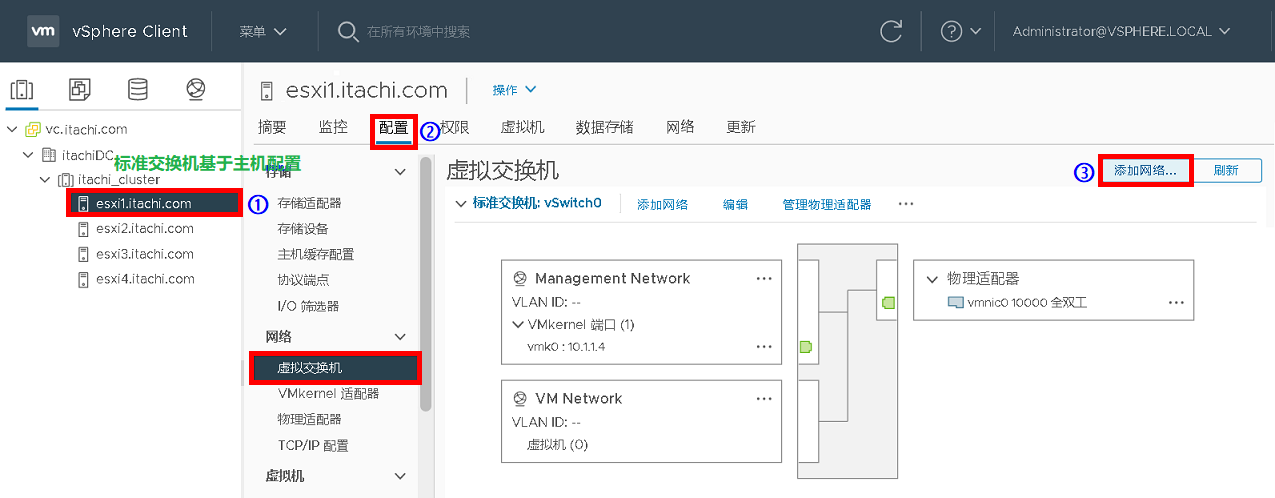 vm vSphere Client 菜单 在所有环境中搜索 Administrator@VSPHERE.LOCAL
vc.itachi.com
itachiDC
标准交换机基于主机配置
itachi_cluster
esxi1.itachi.com ①
esxi2.itachi.com
esxi3.itachi.com
esxi4.itachi.com
esxi1.itachi.com 操作
摘要 监控 配置 ② 权限 虚拟机 数据存储 网络 更新
存储
存储适配器
存储设备
主机缓存配置
协议端点
I/O 筛选器
网络
虚拟交换机
VMkernel 适配器
物理适配器
TCP/IP 配置
虚拟机
虚拟交换机 ③ 添加网络... 刷新
标准交换机: vSwitch0 添加网络 编辑 管理物理适配器 ...
Management Network ...
VLAN ID: --
VMkernel 端口 (1)
vmk0 : 10.1.1.4 ...
VM Network ...
VLAN ID: --
虚拟机 (0)
物理适配器
vmnic0 10000 全双工 ...